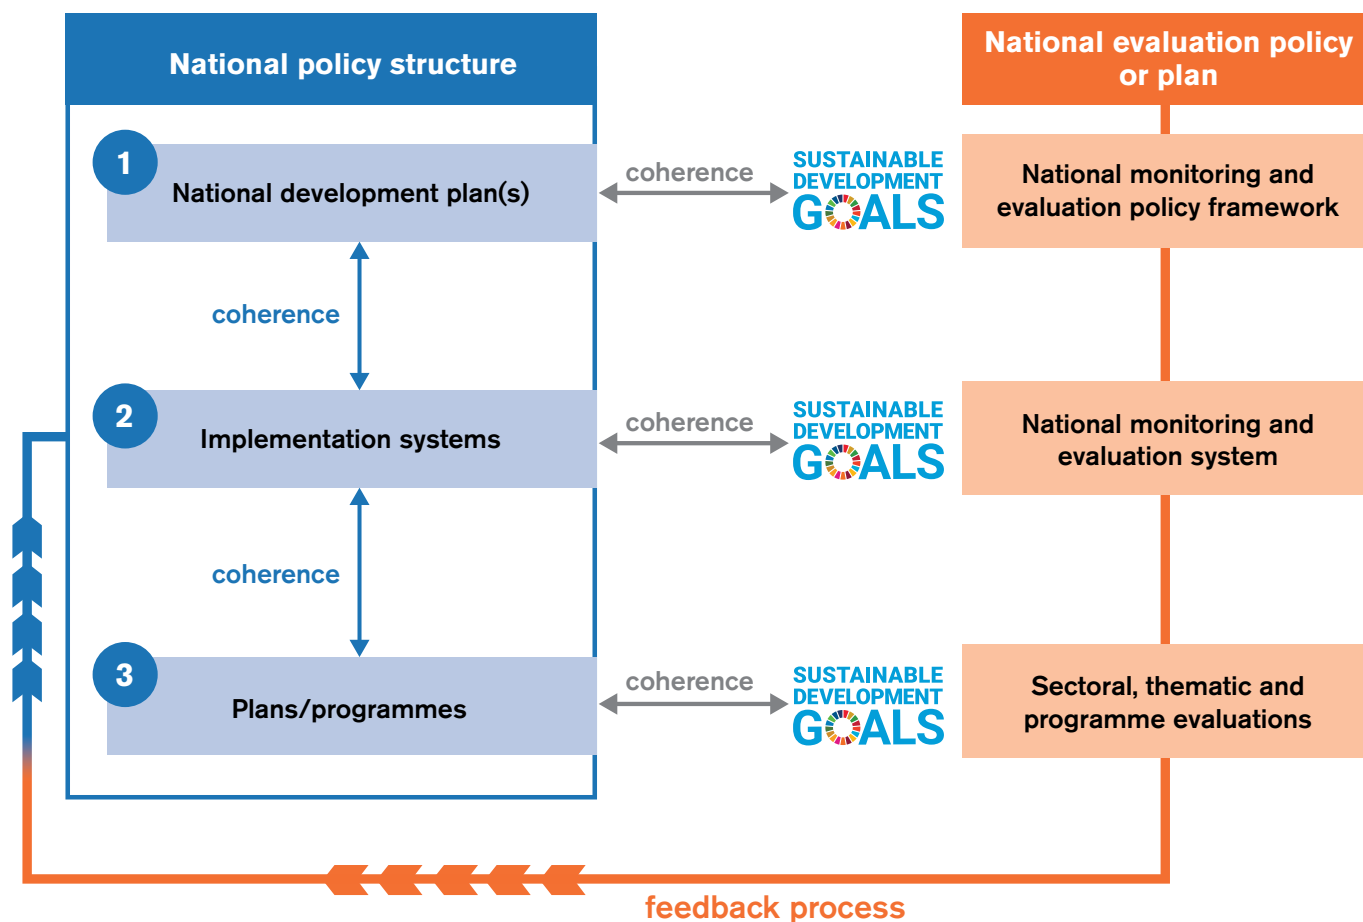 National policy structure
National evaluation policy
or plan
1
National development plan(s)
coherence
SUSTAINABLE
DEVELOPMENT
GOALS
National monitoring and
evaluation policy framework
coherence
2
Implementation systems
coherence
SUSTAINABLE
DEVELOPMENT
GOALS
National monitoring and
evaluation system
coherence
3
Plans/programmes
coherence
SUSTAINABLE
DEVELOPMENT
GOALS
Sectoral, thematic and
programme evaluations
feedback process